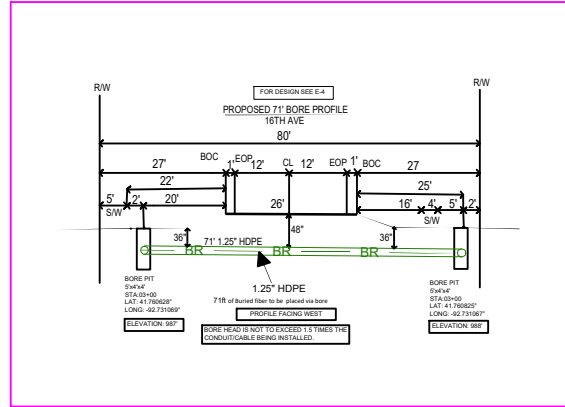 R/W
R/W
FOR DESIGN SEE E-4
PROPOSED 71' BORE PROFILE
16TH AVE
80'
27'
BOC
1'
EOP
12'
CL
12'
EOP
1'
BOC
27
22'
25'
5'
2'
20'
26'
16'
4'
5'
2'
S/W
S/W
48"
36"
36"
71' 1.25" HDPE
BR
BR
BR
1.25" HDPE
71ft of Buried fiber to be placed via bore
PROFILE FACING WEST
BORE HEAD IS NOT TO EXCEED 1.5 TIMES THE
CONDUIT/CABLE BEING INSTALLED.
BORE PIT
5'x4'x4'
STA:03+00
LAT: 41.760628°
LONG: -92.731069°
ELEVATION: 987'
BORE PIT
5'x4'x4'
STA:03+00
LAT: 41.760825°
LONG: -92.731067°
ELEVATION: 988'